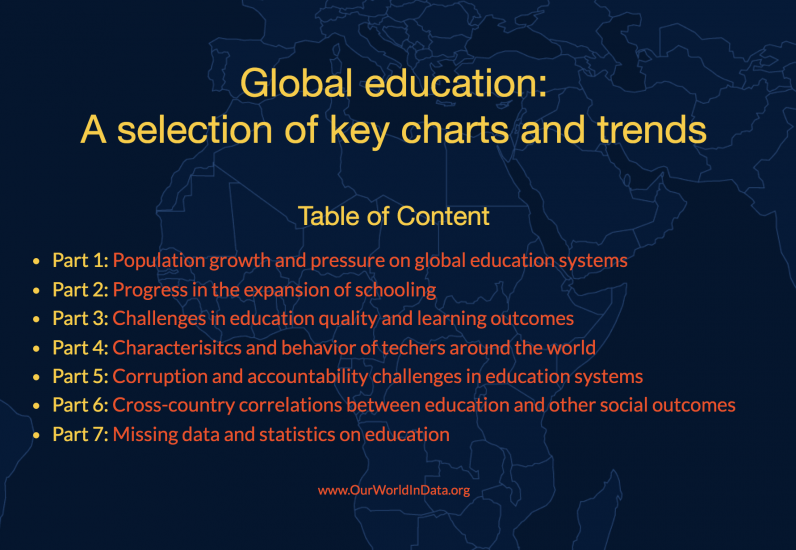 Global education:
A selection of key charts and trends
Table of Content
• Part 1: Population growth and pressure on global education systems
• Part 2: Progress in the expansion of schooling
• Part 3: Challenges in education quality and learning outcomes
• Part 4: Characterisitcs and behavior of techers around the world
• Part 5: Corruption and accountability challenges in education systems
• Part 6: Cross-country correlations between education and other social outcomes
• Part 7: Missing data and statistics on education
www.OurWorldInData.org